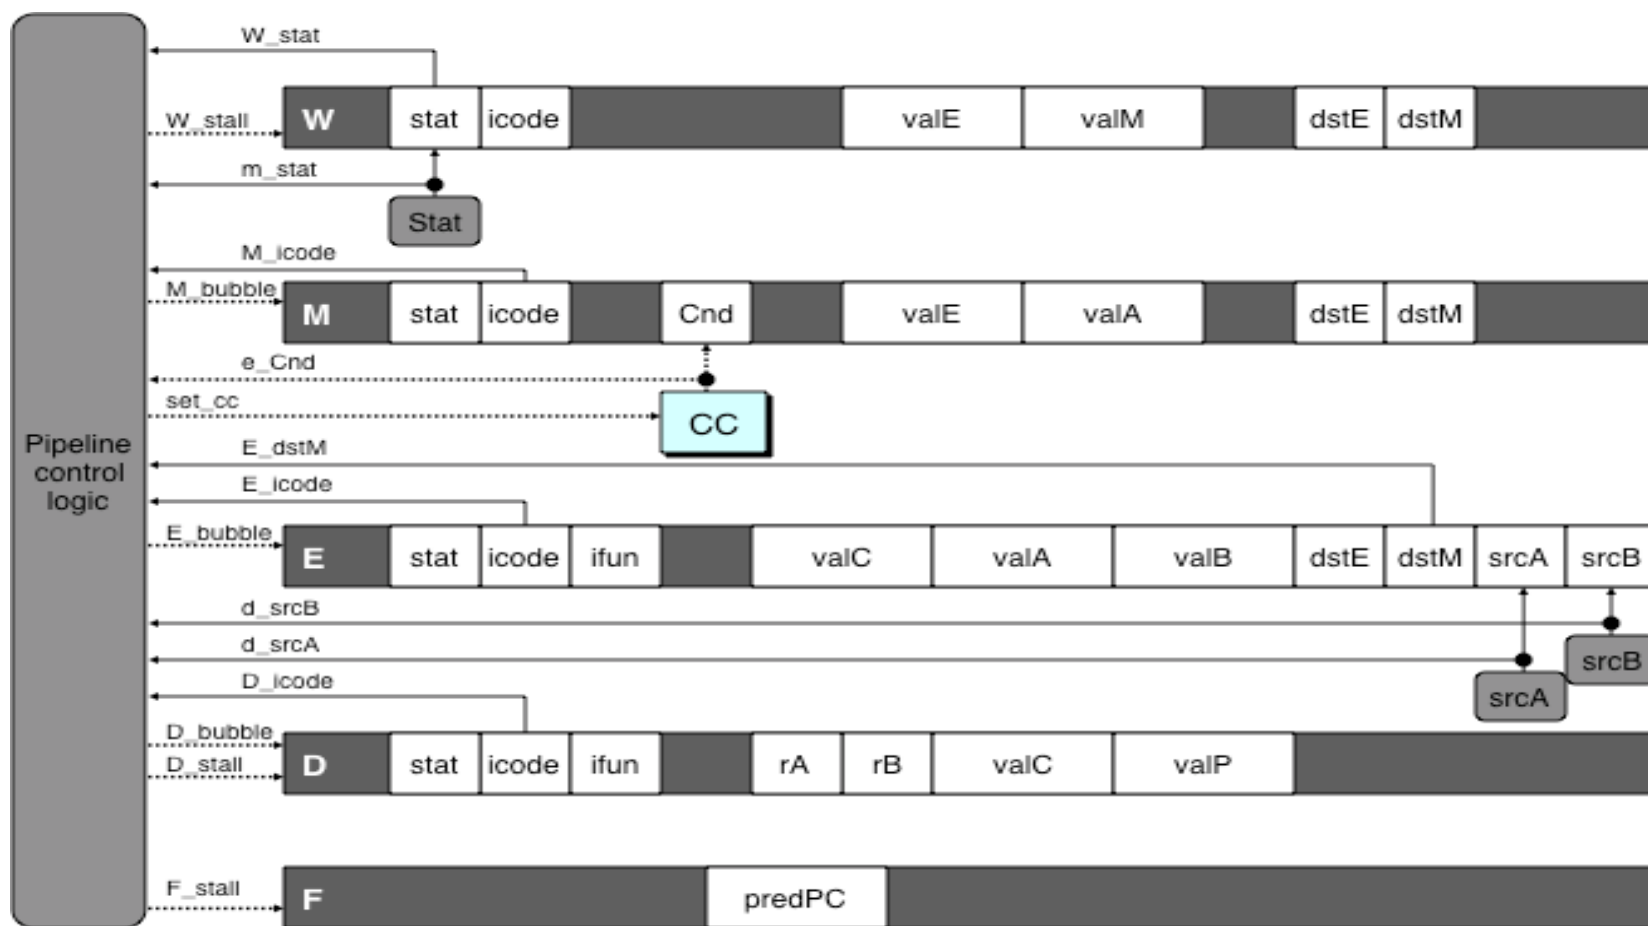 W_stat
W_stall
W stat icode valE valM dstE dstM
m_stat
Stat
M_icode
M_bubble
M stat icode Cnd valE valA dstE dstM
e_Cnd
set_cc
CC
Pipeline
control
logic
E_dstM
E_icode
E_bubble
E stat icode ifun valC valA valB dstE dstM srcA srcB
d_srcB
d_srcA
srcB
D_icode
srcA
D_bubble
D_stall
D stat icode ifun rA rB valC valP
F_stall
F predPC